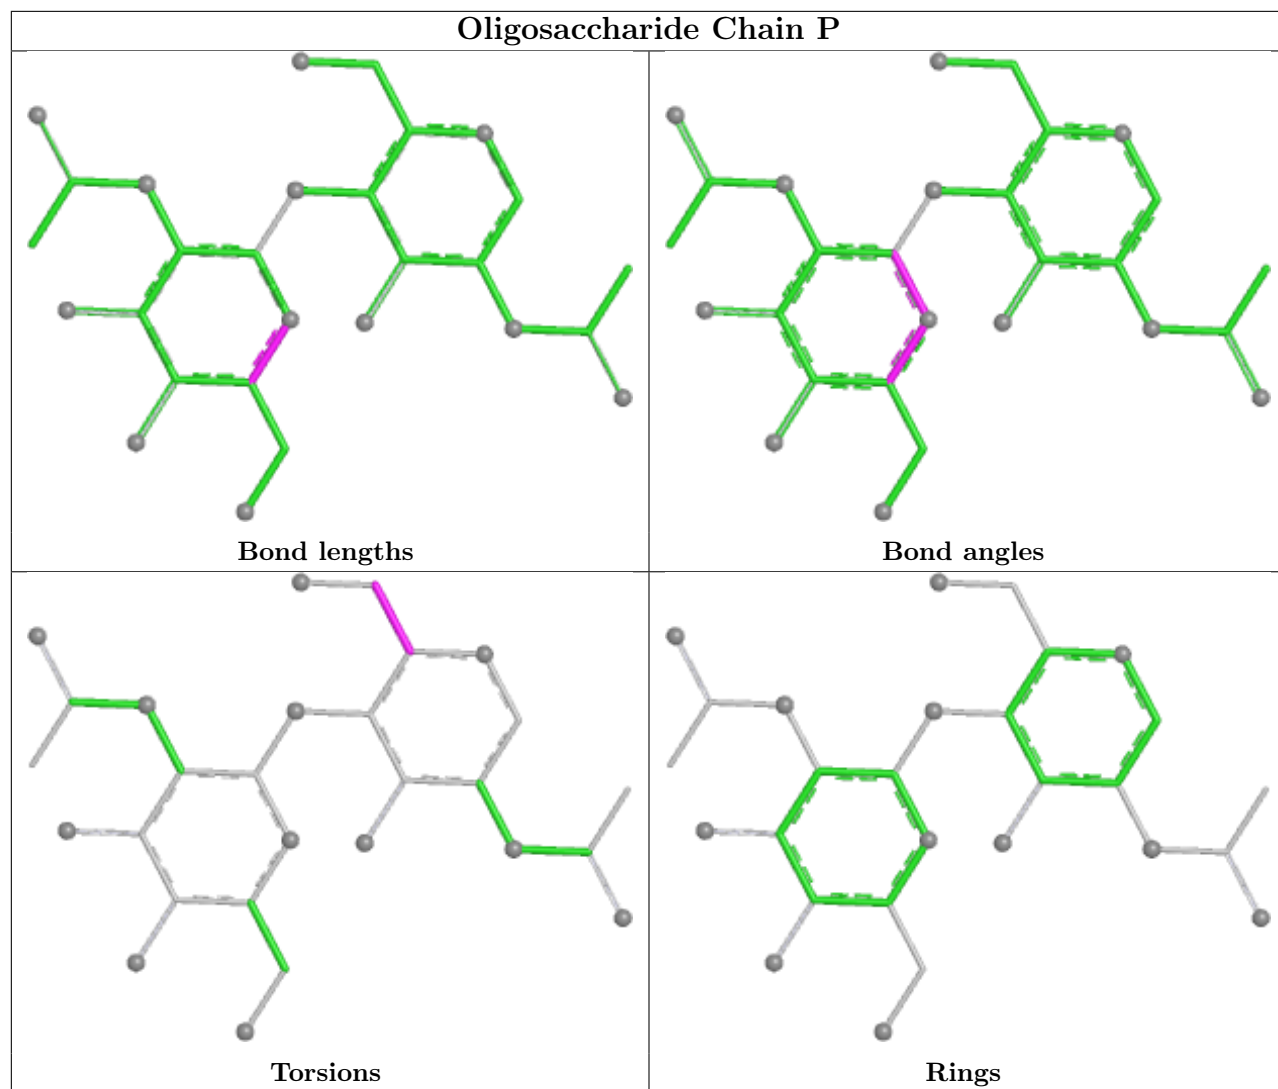 Oligosaccharide Chain P
Bond lengths
Bond angles
Torsions
Rings